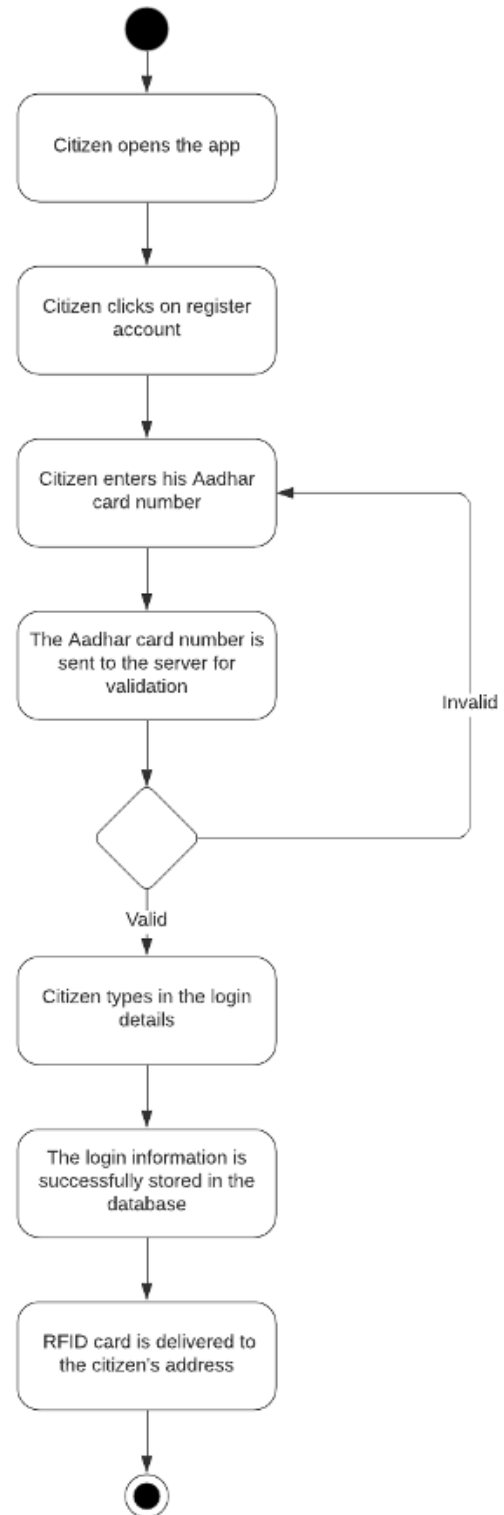 Citizen opens the app
Citizen clicks on register
account
Citizen enters his Aadhar
card number
The Aadhar card number is
sent to the server for
validation
Invalid
Valid
Citizen types in the login
details
The login information is
successfully stored in the
database
RFID card is delivered to
the citizen's address